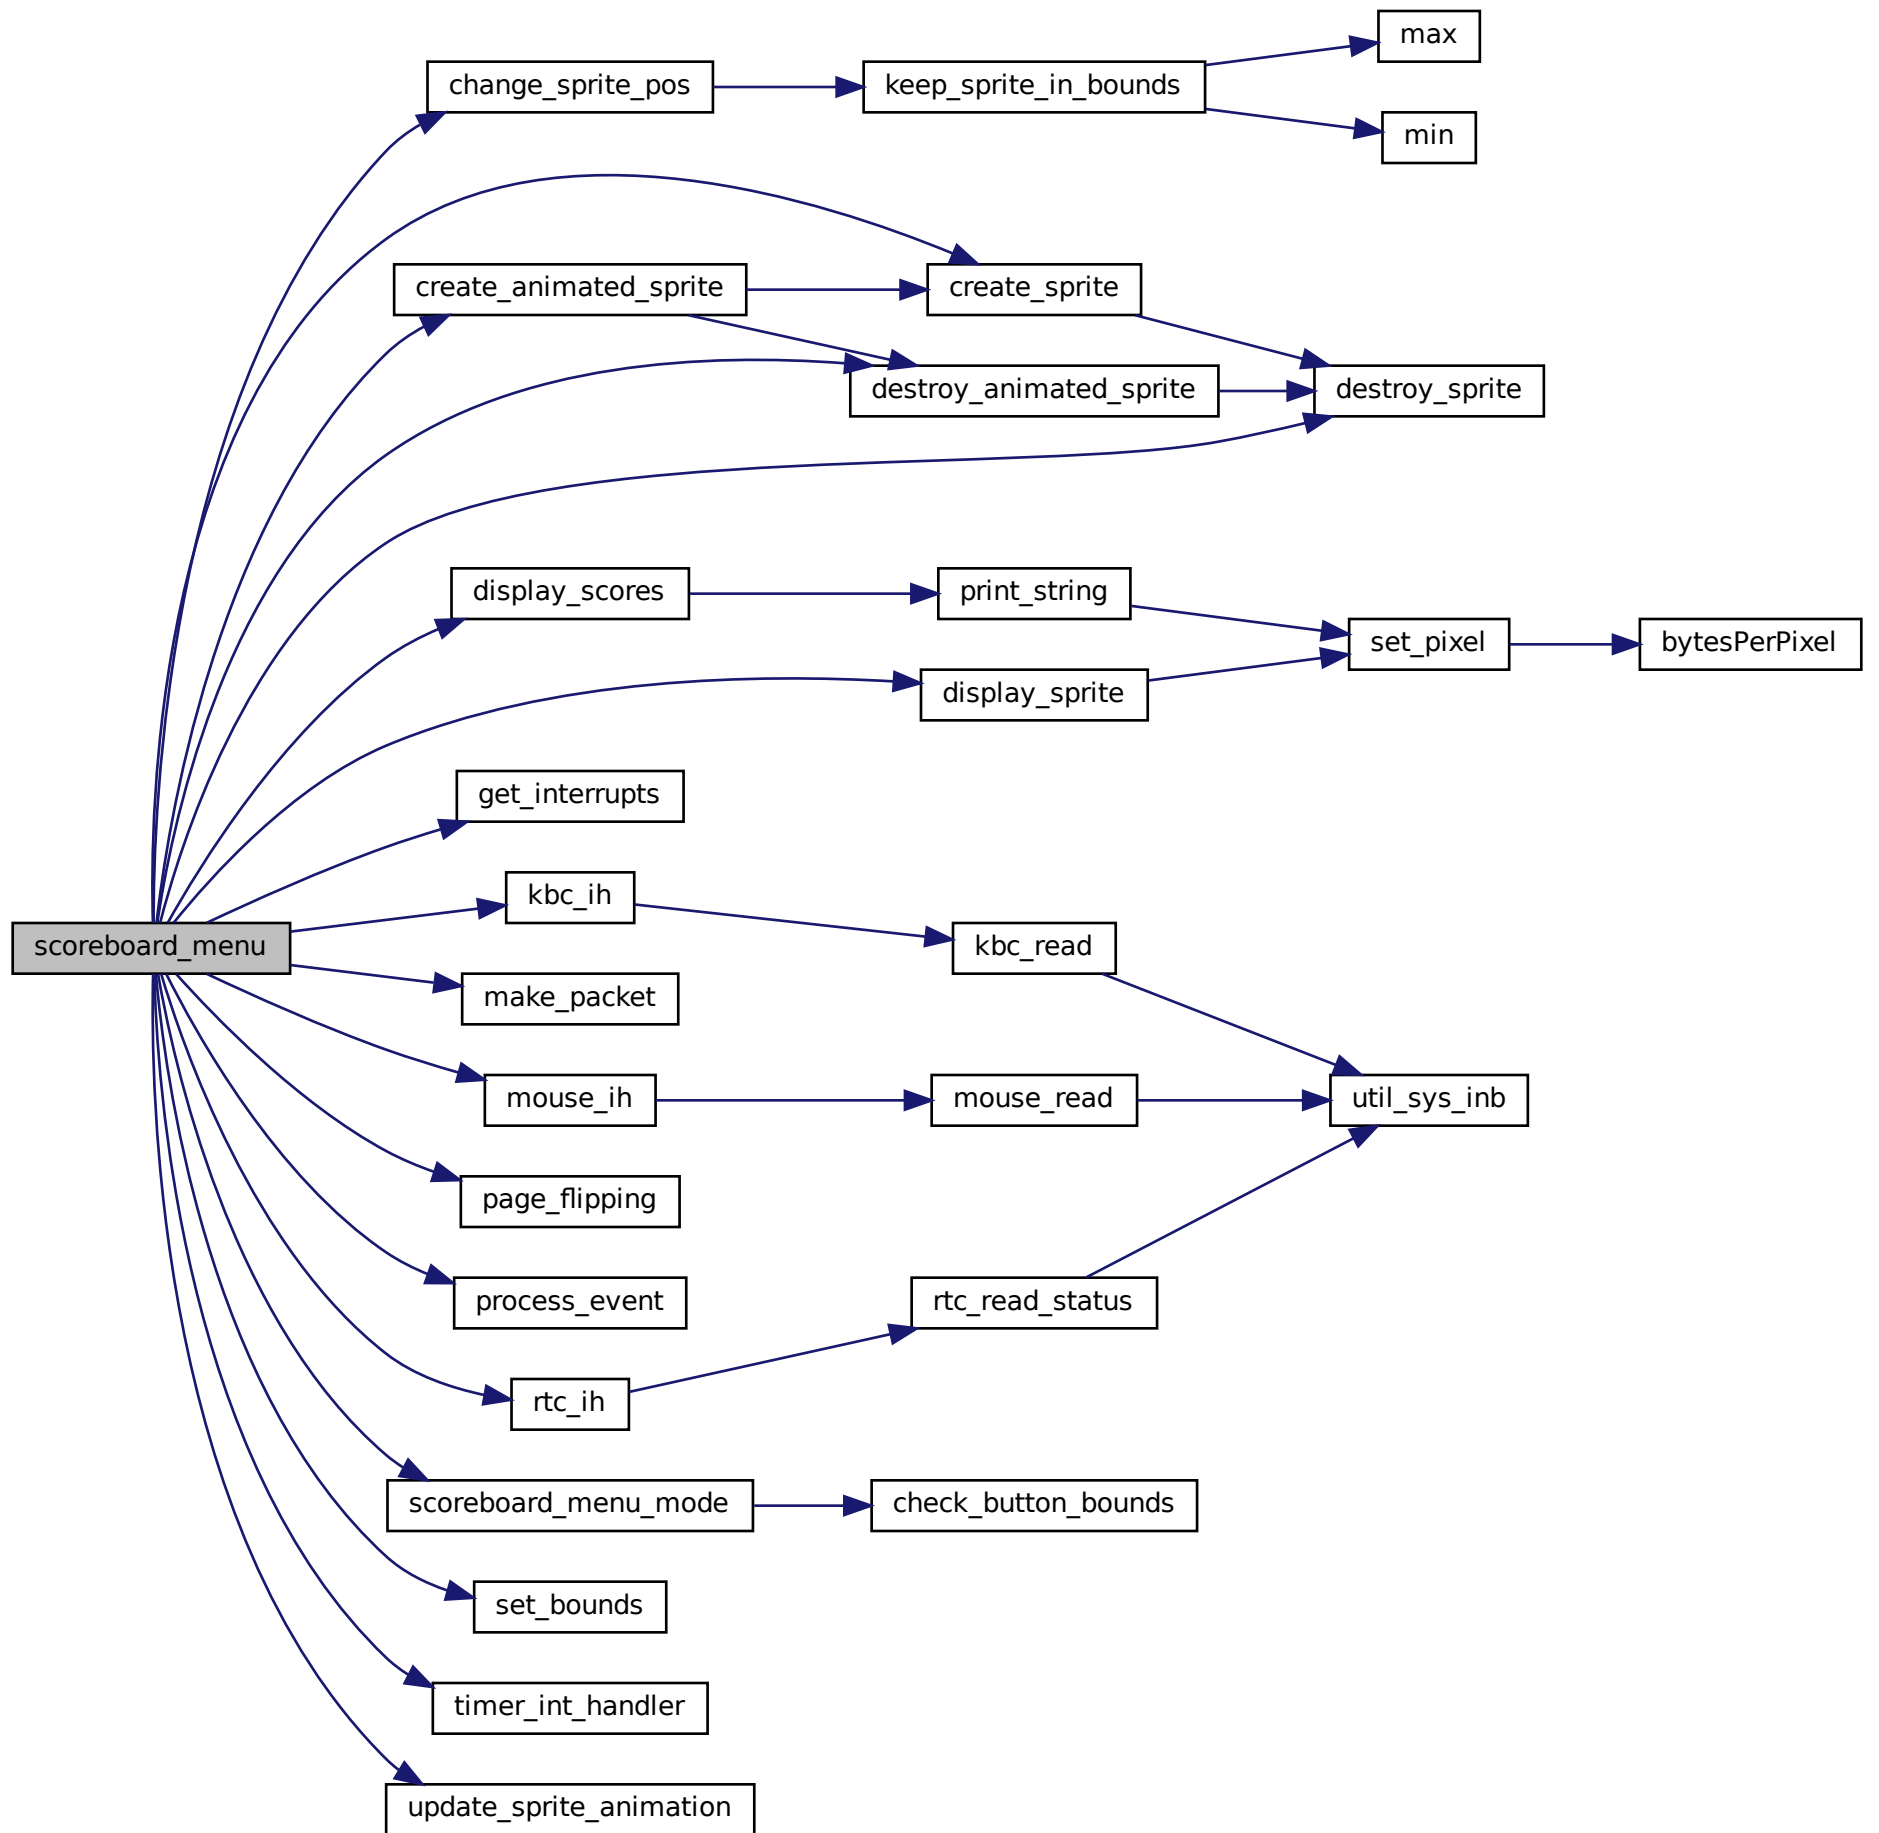 max
change_sprite_pos
keep_sprite_in_bounds
min
create_animated_sprite
create_sprite
destroy_animated_sprite
destroy_sprite
display_scores
print_string
set_pixel
bytesPerPixel
display_sprite
get_interrupts
kbc_ih
scoreboard_menu
kbc_read
make_packet
mouse_ih
mouse_read
util_sys_inb
page_flipping
process_event
rtc_read_status
rtc_ih
scoreboard_menu_mode
check_button_bounds
set_bounds
timer_int_handler
update_sprite_animation